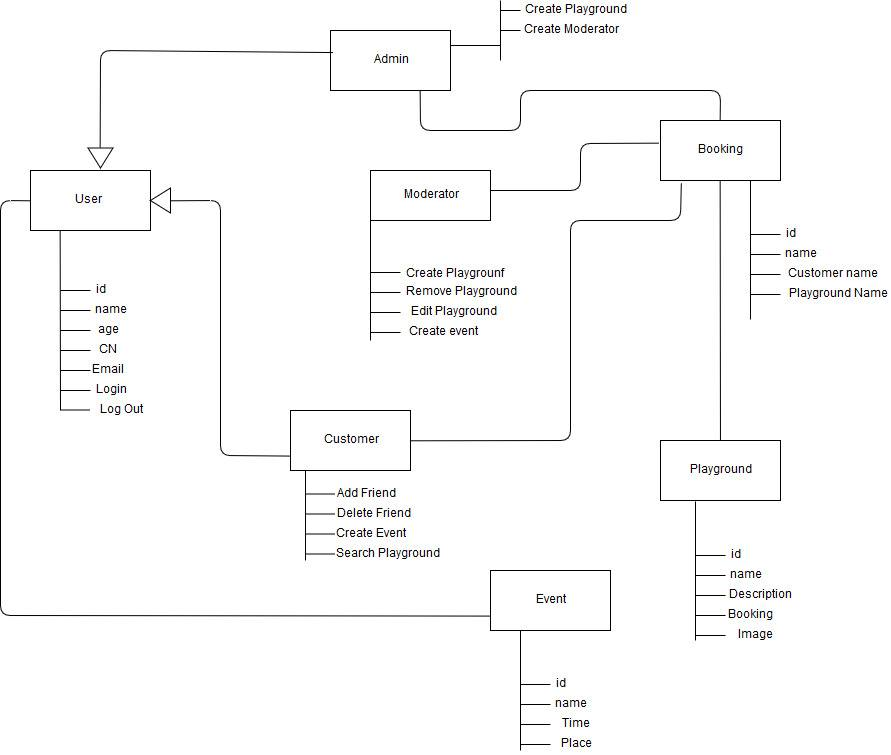 Create Playground
Create Moderator
Admin
Booking
id
name
Customer name
Playground Name
User
id
name
age
CN
Email
Login
Log Out
Moderator
Create Playgrounf
Remove Playground
Edit Playground
Create event
Customer
Add Friend
Delete Friend
Create Event
Search Playground
Playground
id
name
Description
Booking
Image
Event
id
name
Time
Place